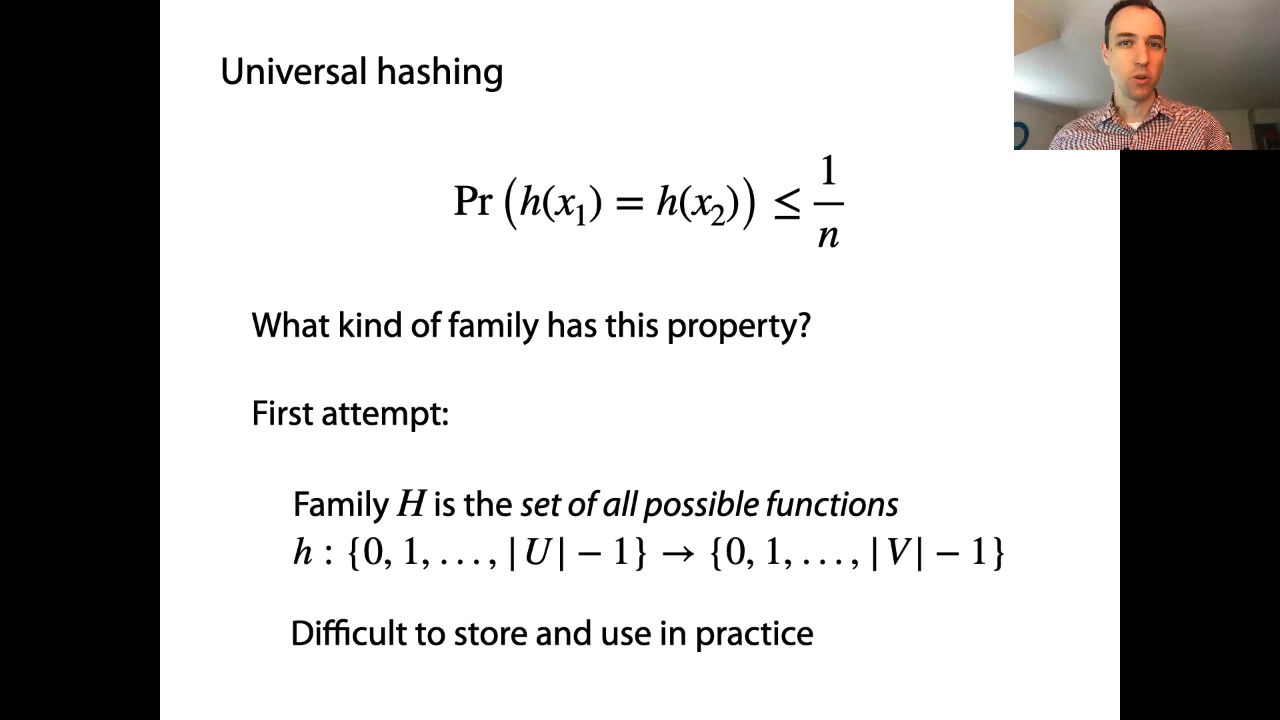 Universal hashing
Pr (h(x₁) = h(x₂)) ≤ 1/n
What kind of family has this property?
First attempt:
Family H is the set of all possible functions
h : {0, 1, . . . , |U| − 1} → {0, 1, . . . , |V| − 1}
Difficult to store and use in practice